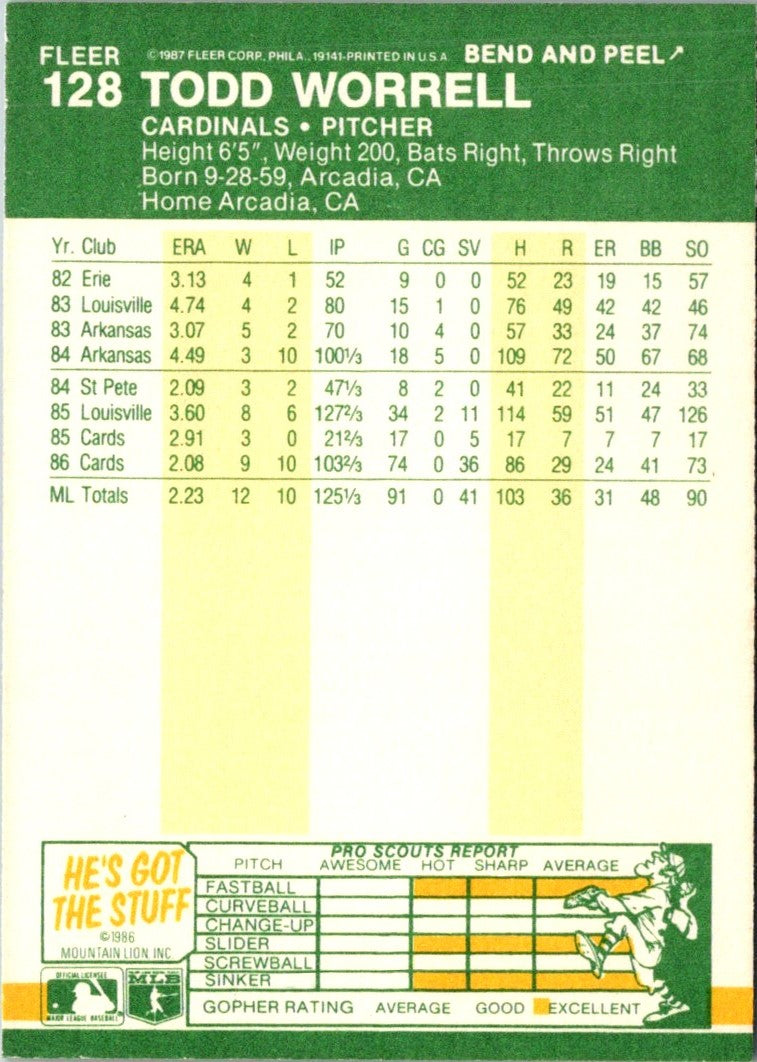 FLEER ©1987 FLEER CORP. PHILA., 19141-PRINTED IN U.S.A. BEND AND PEEL↗
128 TODD WORRELL
CARDINALS • PITCHER
Height 6'5", Weight 200, Bats Right, Throws Right
Born 9-28-59, Arcadia, CA
Home Arcadia, CA
Yr. Club ERA W L IP G CG SV H R ER BB SO
82 Erie 3.13 4 1 52 9 0 0 52 23 19 15 57
83 Louisville 4.74 4 2 80 15 1 0 76 49 42 42 46
83 Arkansas 3.07 5 2 70 10 4 0 57 33 24 37 74
84 Arkansas 4.49 3 10 100⅓ 18 5 0 109 72 50 67 68
84 St Pete 2.09 3 2 47⅓ 8 2 0 41 22 11 24 33
85 Louisville 3.60 8 6 127⅔ 34 2 11 114 59 51 47 126
85 Cards 2.91 3 0 21⅔ 17 0 5 17 7 7 7 17
86 Cards 2.08 9 10 103⅔ 74 0 36 86 29 24 41 73
ML Totals 2.23 12 10 125⅓ 91 0 41 103 36 31 48 90
HE'S GOT
THE STUFF
©1986
MOUNTAIN LION, INC
OFFICIAL LICENSEE
MAJOR LEAGUE BASEBALL
MLB
PRO SCOUTS REPORT
PITCH AWESOME HOT SHARP AVERAGE
FASTBALL
CURVEBALL
CHANGE-UP
SLIDER
SCREWBALL
SINKER
GOPHER RATING AVERAGE GOOD EXCELLENT